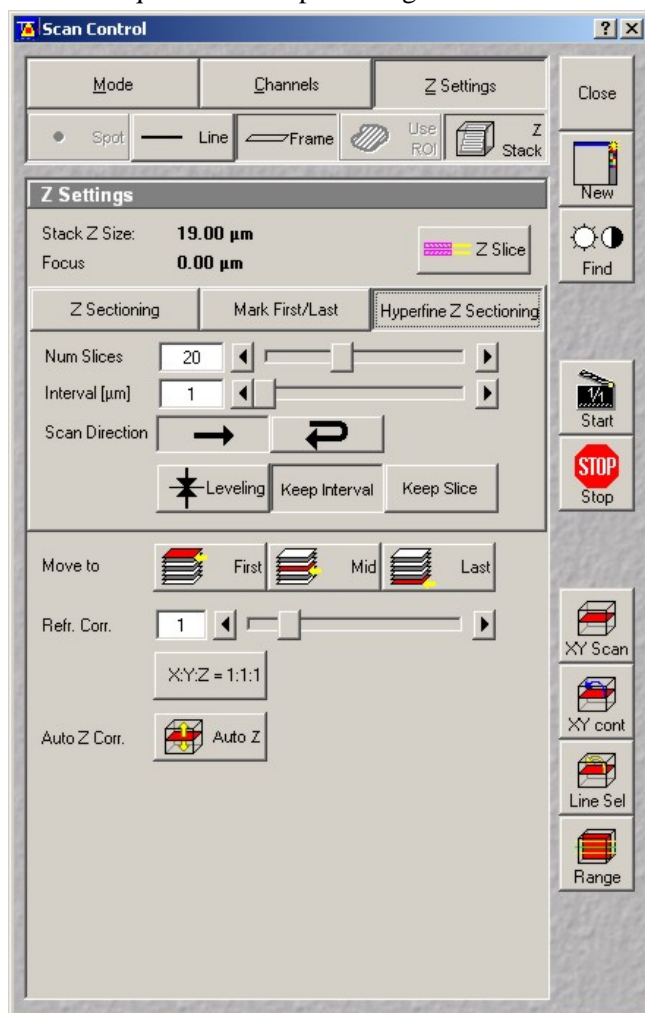 Scan Control
Mode Channels Z Settings Close
Spot Line Frame Use ROI Z Stack
New
Z Settings
Stack Z Size: 19.00 µm
Z Slice
Focus 0.00 µm
Find
Z Sectioning Mark First/Last Hyperfine Z Sectioning
Num Slices 20
Interval [µm] 1
1/1
Start
Scan Direction
STOP
Stop
Leveling Keep Interval Keep Slice
Move to First Mid Last
Refr. Corr. 1
XY Scan
X:Y:Z = 1:1:1
XY cont
Auto Z Corr. Auto Z
Line Sel
Range